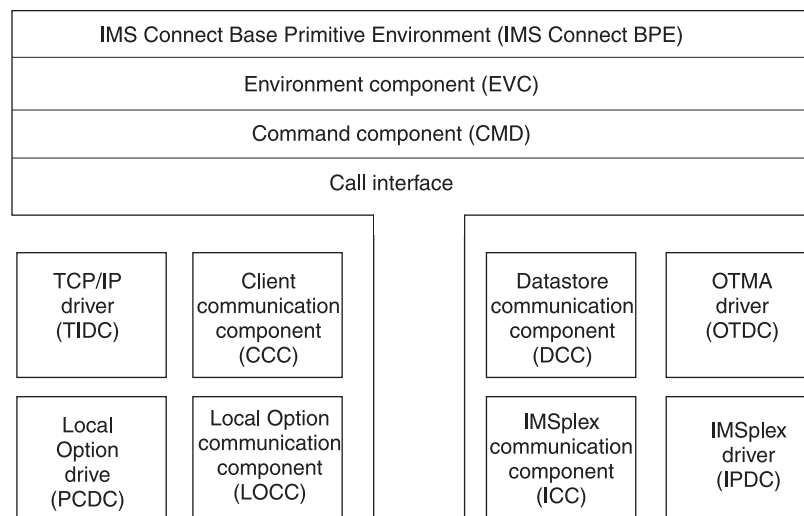 IMS Connect Base Primitive Environment (IMS Connect BPE)
Environment component (EVC)
Command component (CMD)
Call interface
TCP/IP
driver
(TIDC)
Client
communication
component
(CCC)
Datastore
communication
component
(DCC)
OTMA
driver
(OTDC)
Local
Option
drive
(PCDC)
Local Option
communication
component
(LOCC)
IMSplex
communication
component
(ICC)
IMSplex
driver
(IPDC)